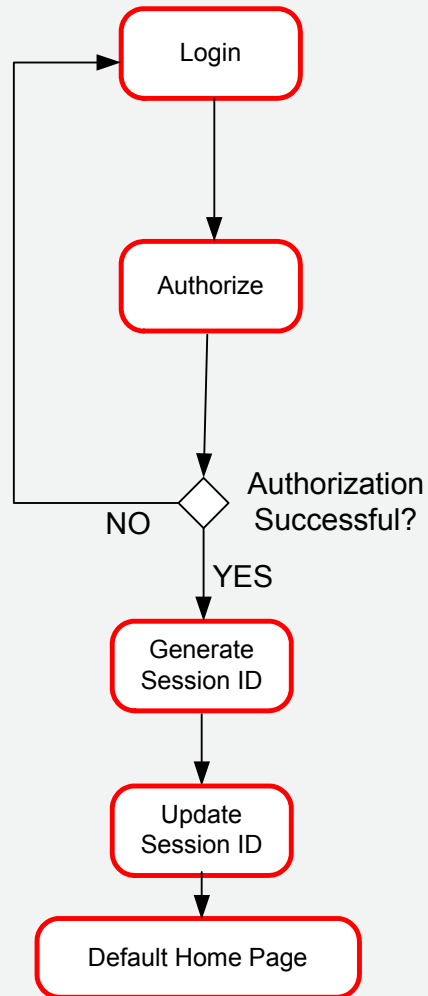 Login
Authorize
Authorization
Successful?
NO
YES
Generate
Session ID
Update
Session ID
Default Home Page